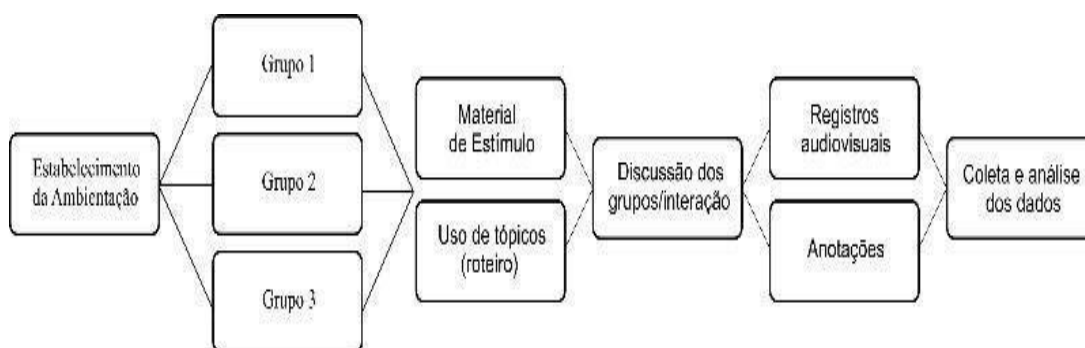 Estabelecimento
da Ambientação
Grupo 1
Grupo 2
Grupo 3
Material
de Estímulo
Uso de tópicos
(roteiro)
Discussão dos
grupos/interação
Registros
audiovisuais
Anotações
Coleta e análise
dos dados